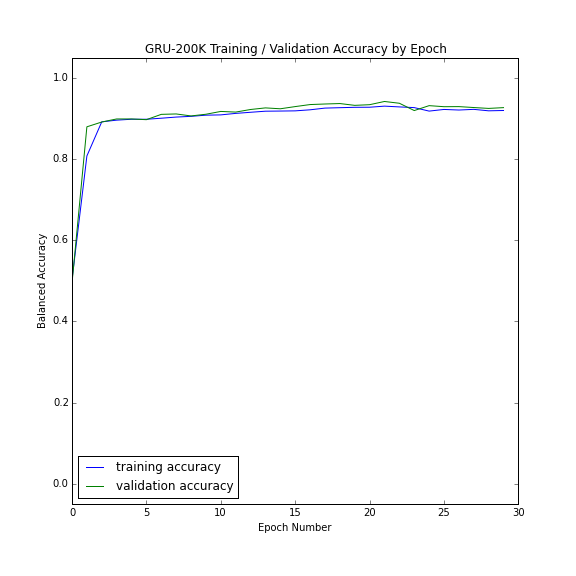 GRU-200K Training / Validation Accuracy by Epoch
1.0
0.8
0.6
0.4
0.2
0.0
Balanced Accuracy
training accuracy
validation accuracy
0 5 10 15 20 25 30
Epoch Number